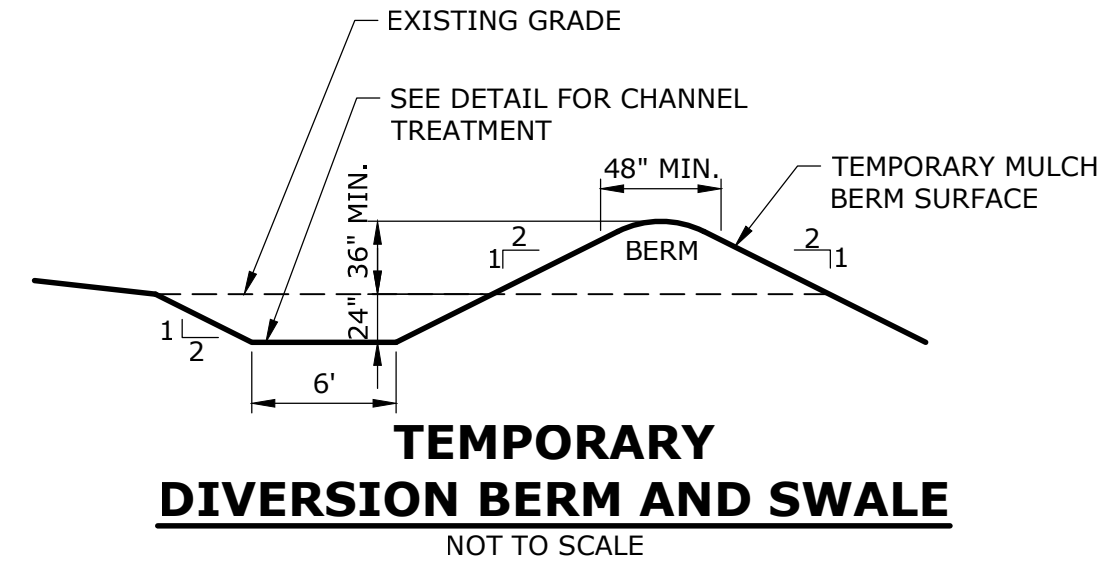 EXISTING GRADE
SEE DETAIL FOR CHANNEL
TREATMENT
48" MIN.
TEMPORARY MULCH
BERM SURFACE
36" MIN.
24"
2
1
BERM
2
1
1
2
6'
TEMPORARY
DIVERSION BERM AND SWALE
NOT TO SCALE